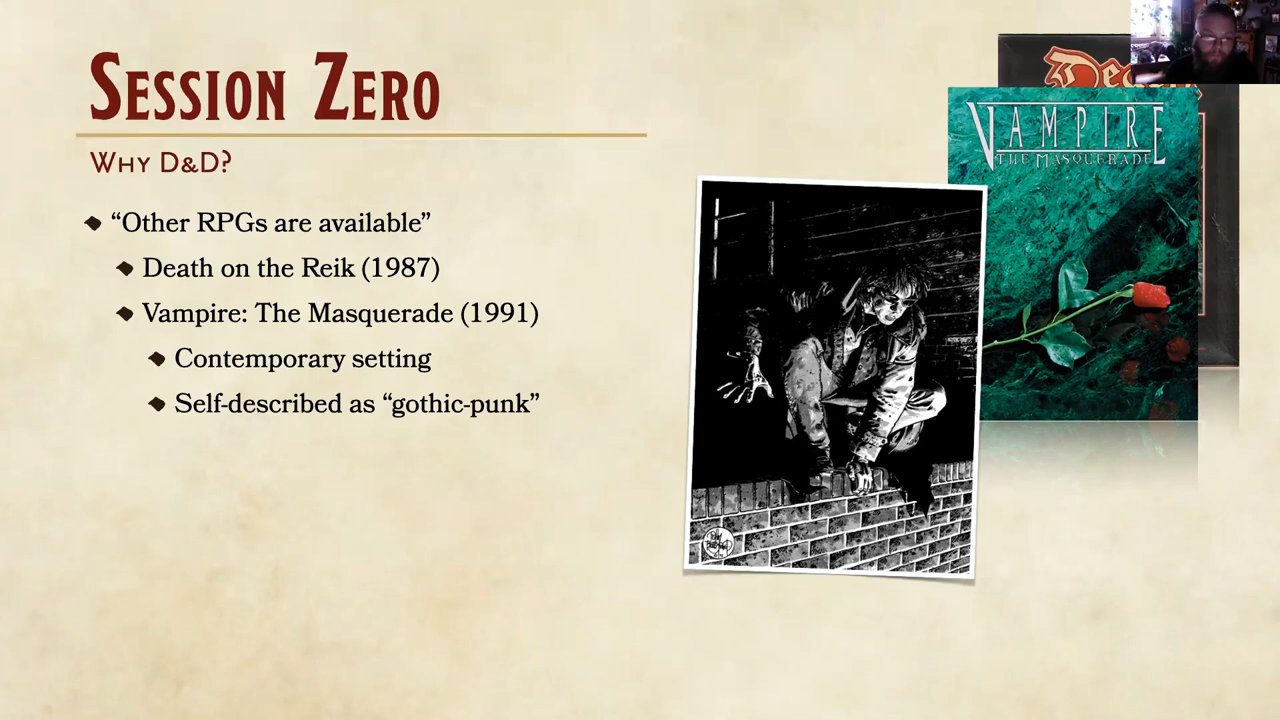 Session Zero
Why D&D?
“Other RPGs are available”
Death on the Reik (1987)
Vampire: The Masquerade (1991)
Contemporary setting
Self-described as “gothic-punk”
VAMPIRE
THE MASQUERADE